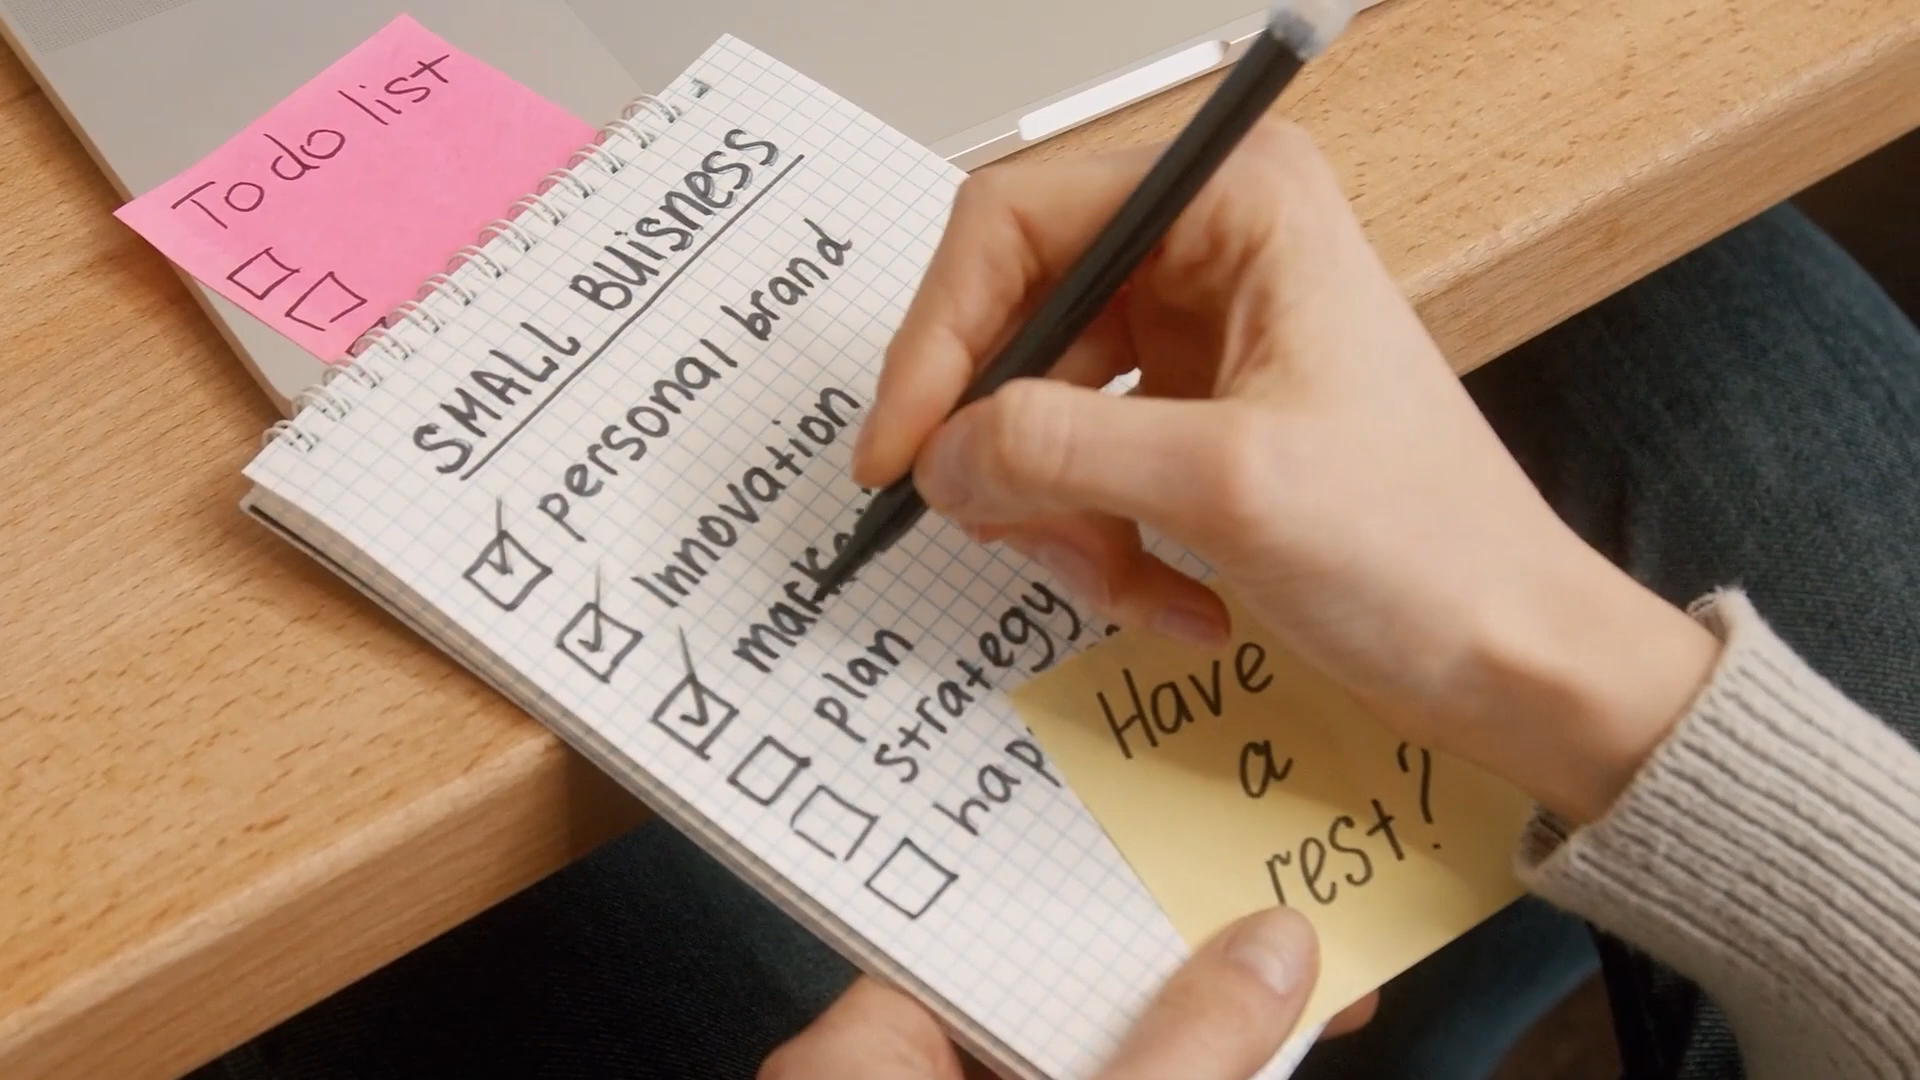 To do list
SMALL BUISNESS
personal brand
Innovation
plan
strategy
Have
a
rest?